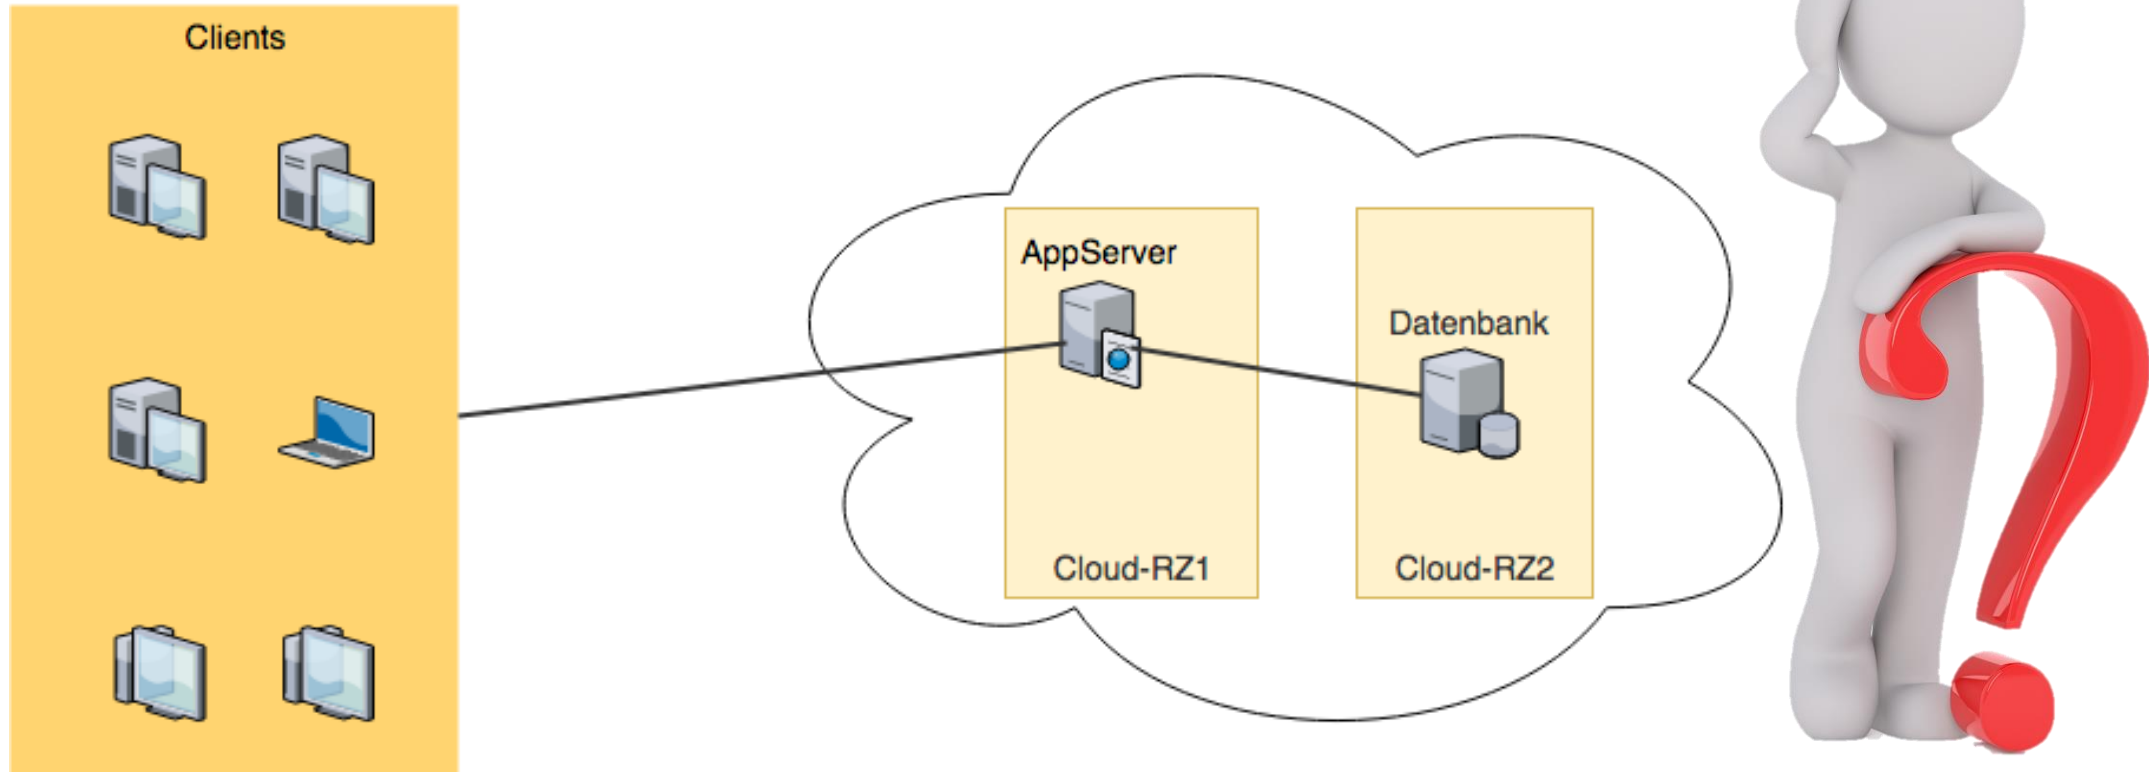 Clients
AppServer
Datenbank
Cloud-RZ1
Cloud-RZ2